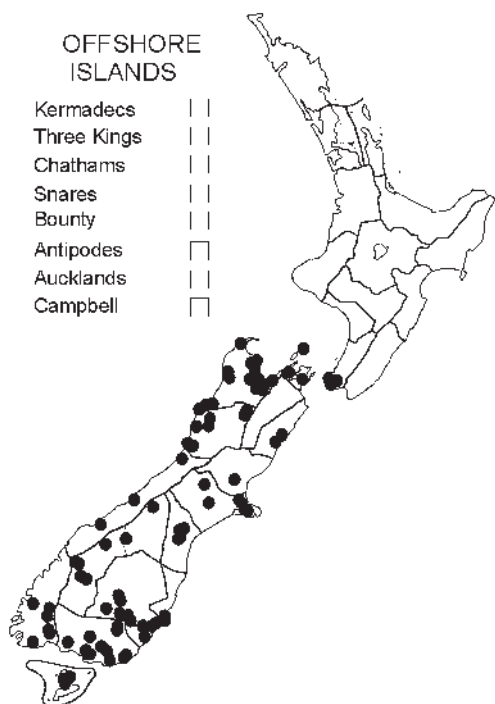 OFFSHORE
ISLANDS
Kermadecs
Three Kings
Chathams
Snares
Bounty
Antipodes
Aucklands
Campbell